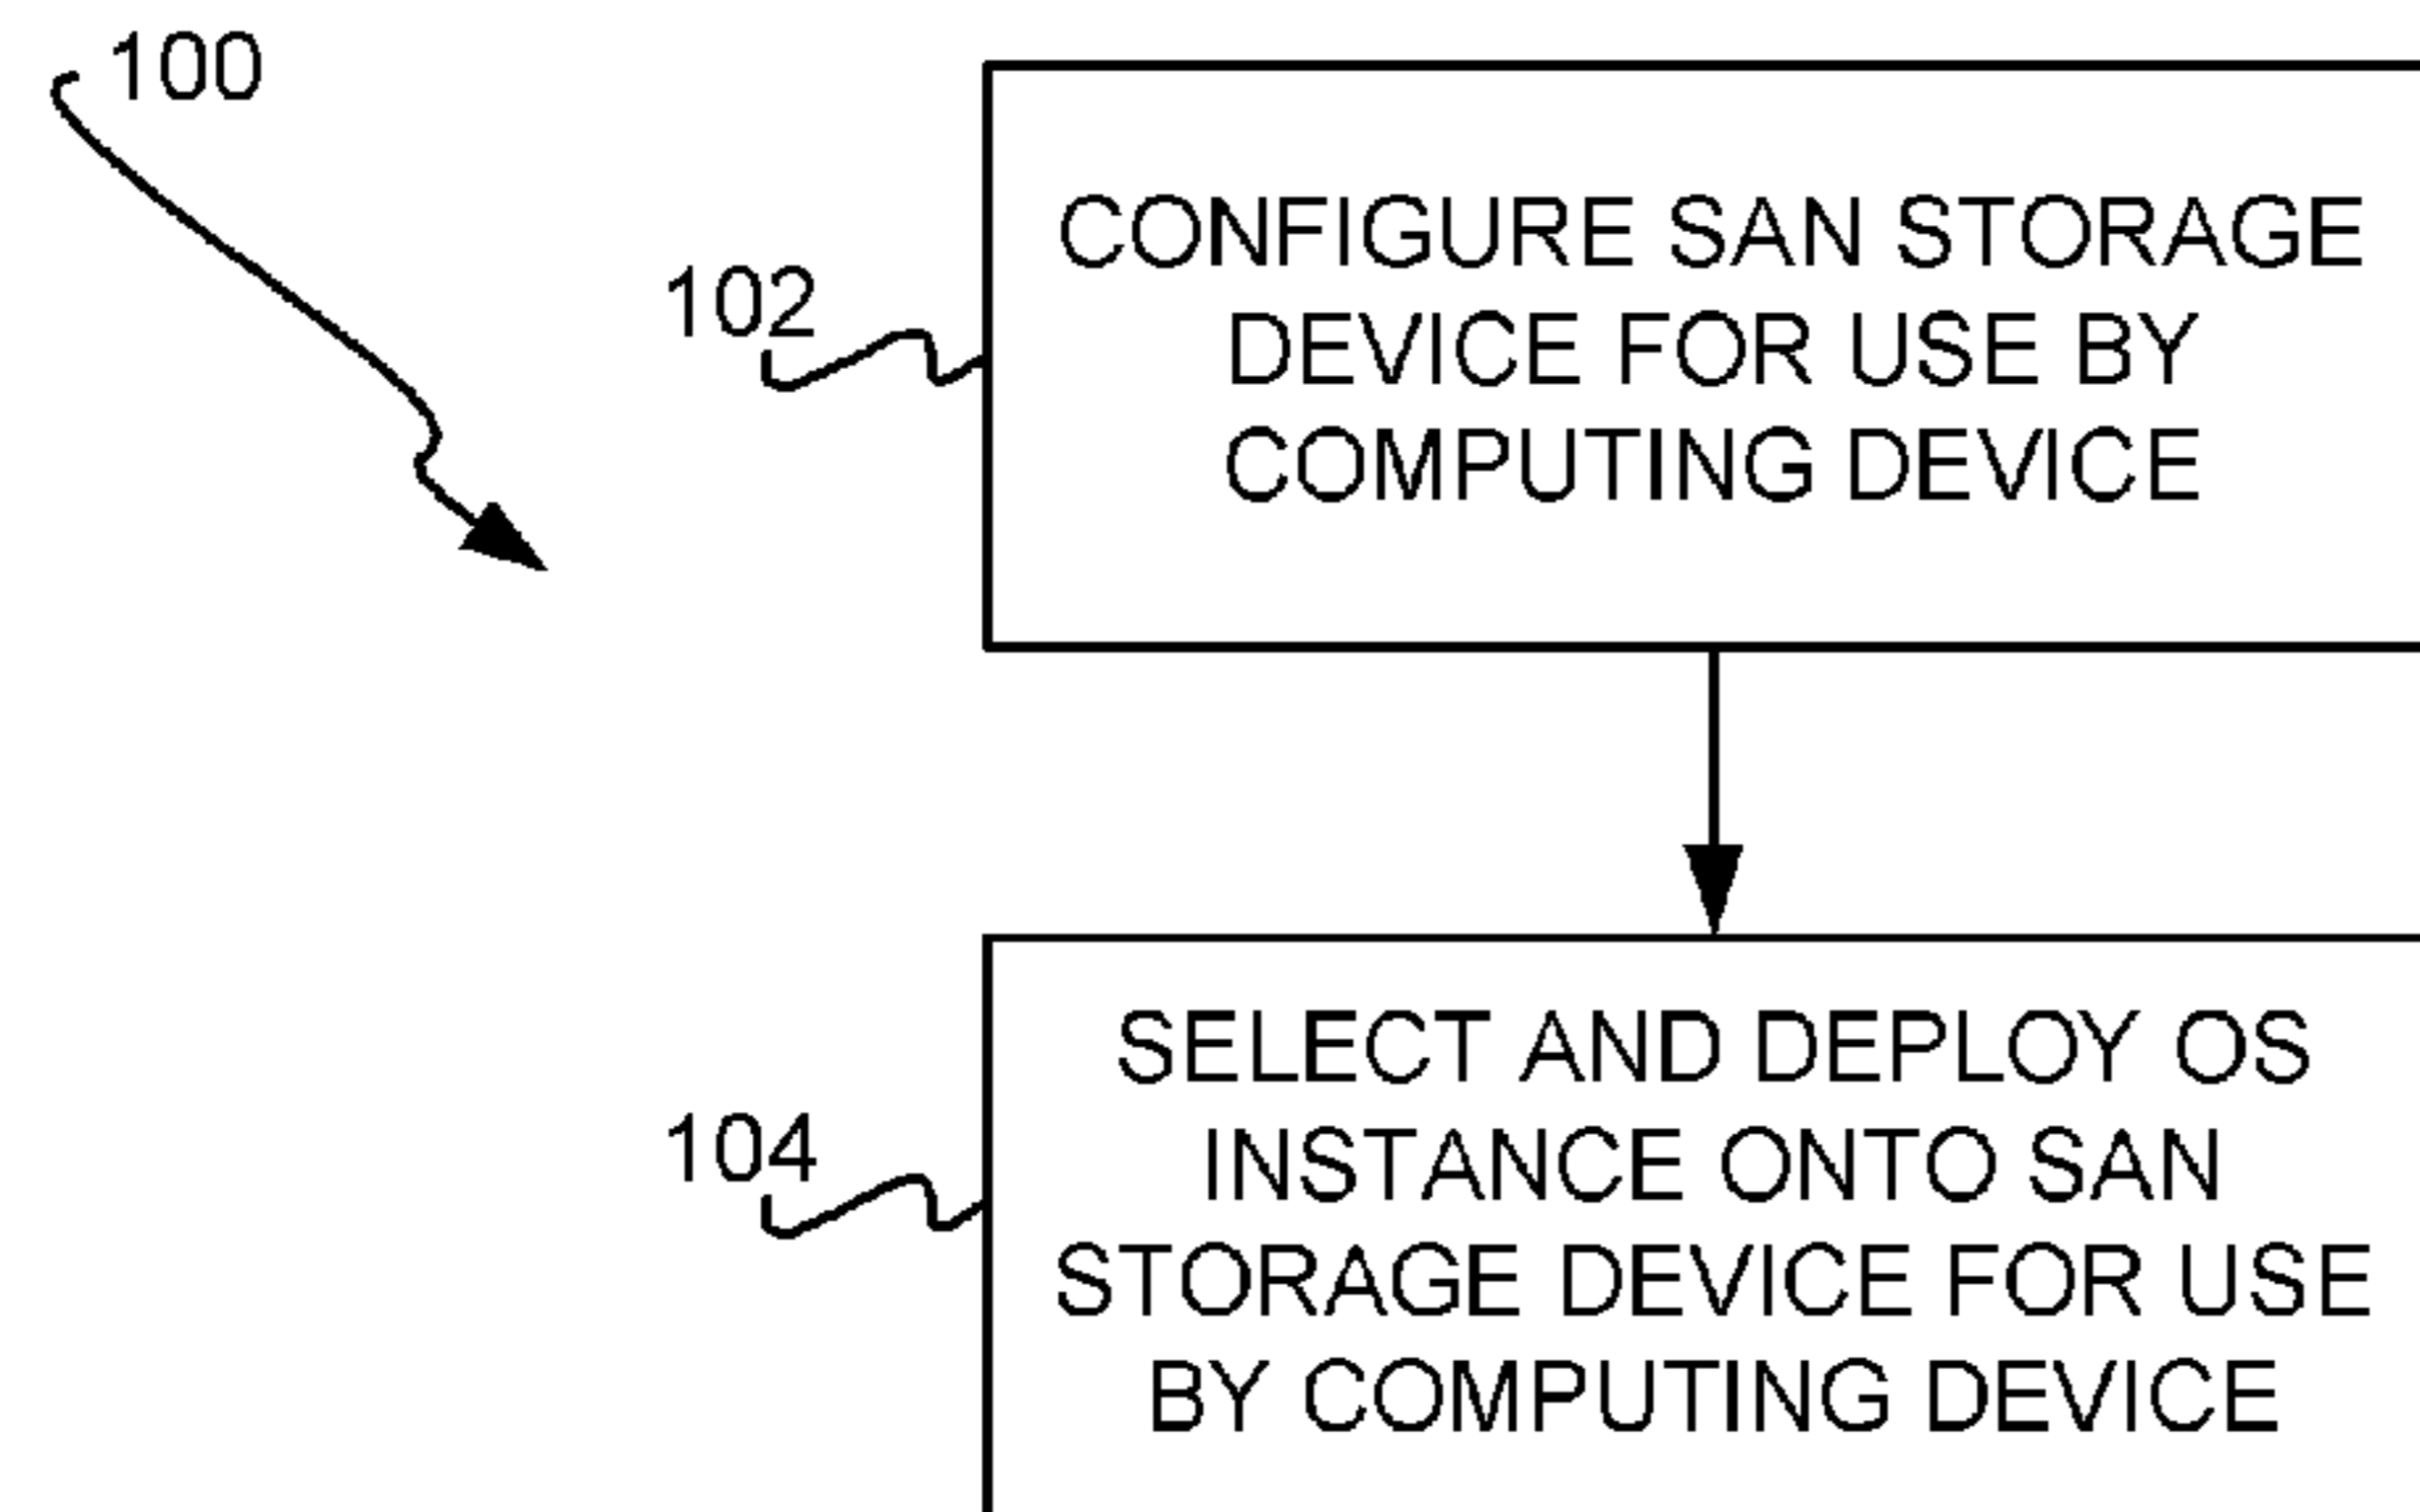 100
102
CONFIGURE SAN STORAGE
DEVICE FOR USE BY
COMPUTING DEVICE
104
SELECT AND DEPLOY OS
INSTANCE ONTO SAN
STORAGE DEVICE FOR USE
BY COMPUTING DEVICE